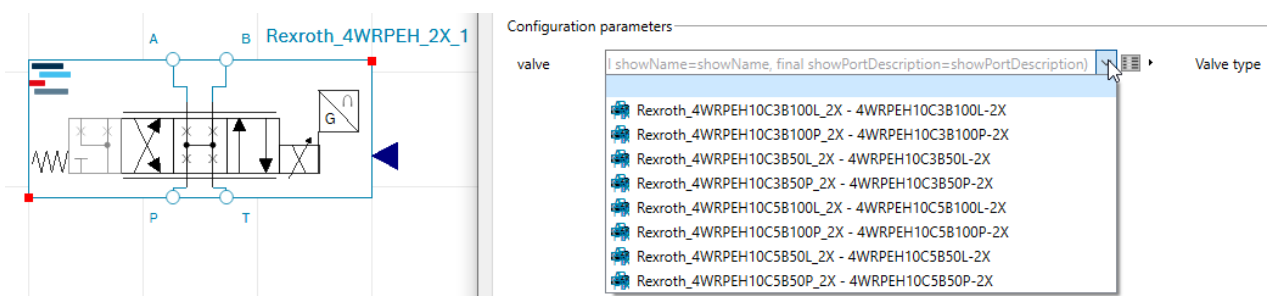 Rexroth_4WRPEH_2X_1
A
B
G
P
T
Configuration parameters
valve
l showName=showName, final showPortDescription=showPortDescription)
Valve type
Rexroth_4WRPEH10C3B100L_2X - 4WRPEH10C3B100L-2X
Rexroth_4WRPEH10C3B100P_2X - 4WRPEH10C3B100P-2X
Rexroth_4WRPEH10C3B50L_2X - 4WRPEH10C3B50L-2X
Rexroth_4WRPEH10C3B50P_2X - 4WRPEH10C3B50P-2X
Rexroth_4WRPEH10C5B100L_2X - 4WRPEH10C5B100L-2X
Rexroth_4WRPEH10C5B100P_2X - 4WRPEH10C5B100P-2X
Rexroth_4WRPEH10C5B50L_2X - 4WRPEH10C5B50L-2X
Rexroth_4WRPEH10C5B50P_2X - 4WRPEH10C5B50P-2X